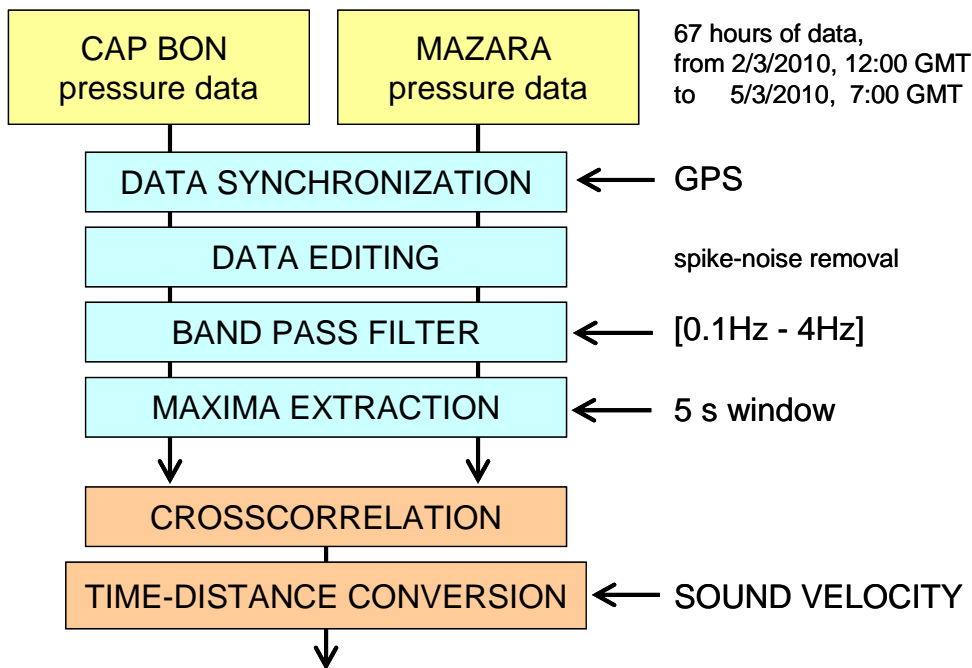 CAP BON
pressure data
MAZARA
pressure data
67 hours of data,
from 2/3/2010, 12:00 GMT
to 5/3/2010, 7:00 GMT
DATA SYNCHRONIZATION
GPS
DATA EDITING
spike-noise removal
BAND PASS FILTER
[0.1Hz - 4Hz]
MAXIMA EXTRACTION
5 s window
CROSSCORRELATION
TIME-DISTANCE CONVERSION
SOUND VELOCITY